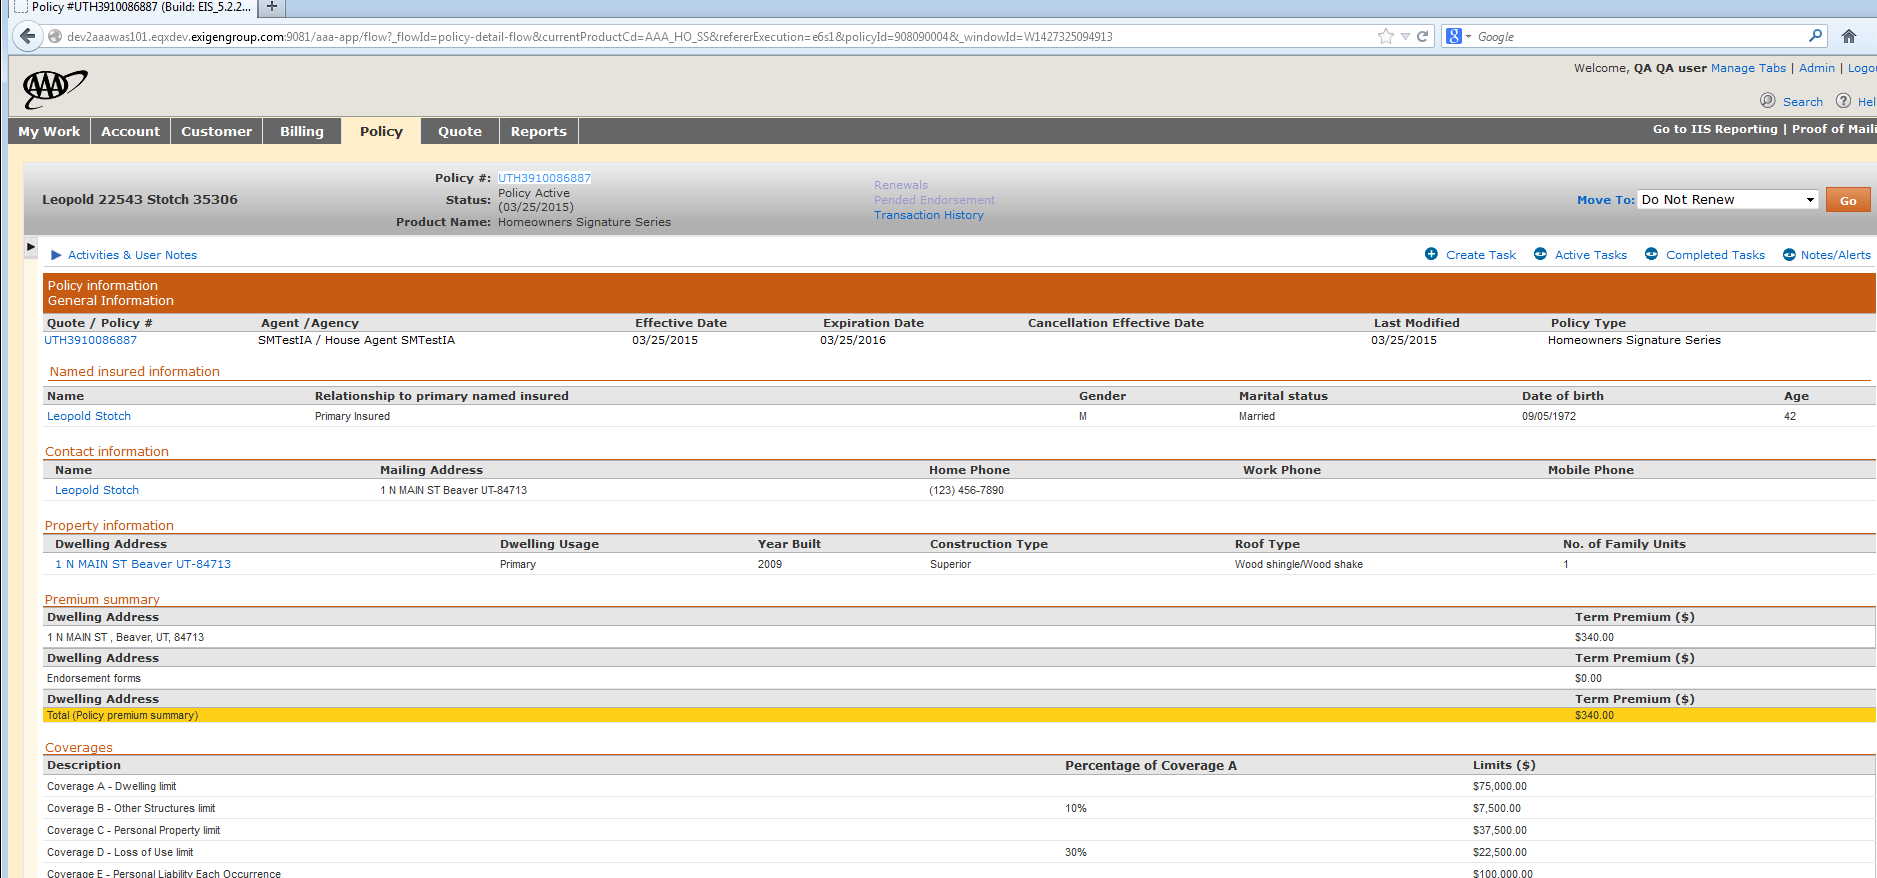 Policy #UTH3910086887 (Build: EIS_5.2.2...
dev2aaawas101.eqxdev.exigengroup.com:9081/aaa-app/flow?_flowId=policy-detail-flow&currentProductCd=AAA_HO_SS&refererExecution=e6s1&policyId=908090004&_windowId=W1427325094913
Google
AAA
Welcome, QA QA user Manage Tabs | Admin | Logou
Search Hel
My Work Account Customer Billing Policy Quote Reports Go to IIS Reporting | Proof of Maili
Leopold 22543 Stotch 35306
Policy #: UTH3910086887
Status: Policy Active
(03/25/2015)
Product Name: Homeowners Signature Series
Renewals
Pended Endorsement
Transaction History
Move To: Do Not Renew Go
Activities & User Notes Create Task Active Tasks Completed Tasks Notes/Alerts
Policy information
General Information
Quote / Policy # Agent /Agency Effective Date Expiration Date Cancellation Effective Date Last Modified Policy Type
UTH3910086887 SMTestIA / House Agent SMTestIA 03/25/2015 03/25/2016 03/25/2015 Homeowners Signature Series
Named insured information
Name Relationship to primary named insured Gender Marital status Date of birth Age
Leopold Stotch Primary Insured M Married 09/05/1972 42
Contact information
Name Mailing Address Home Phone Work Phone Mobile Phone
Leopold Stotch 1 N MAIN ST Beaver UT-84713 (123) 456-7890
Property information
Dwelling Address Dwelling Usage Year Built Construction Type Roof Type No. of Family Units
1 N MAIN ST Beaver UT-84713 Primary 2009 Superior Wood shingle/Wood shake 1
Premium summary
Dwelling Address Term Premium ($)
1 N MAIN ST , Beaver, UT, 84713 $340.00
Dwelling Address Term Premium ($)
Endorsement forms $0.00
Dwelling Address Term Premium ($)
Total (Policy premium summary) $340.00
Coverages
Description Percentage of Coverage A Limits ($)
Coverage A - Dwelling limit $75,000.00
Coverage B - Other Structures limit 10% $7,500.00
Coverage C - Personal Property limit $37,500.00
Coverage D - Loss of Use limit 30% $22,500.00
Coverage E - Personal Liability Each Occurrence $100,000.00